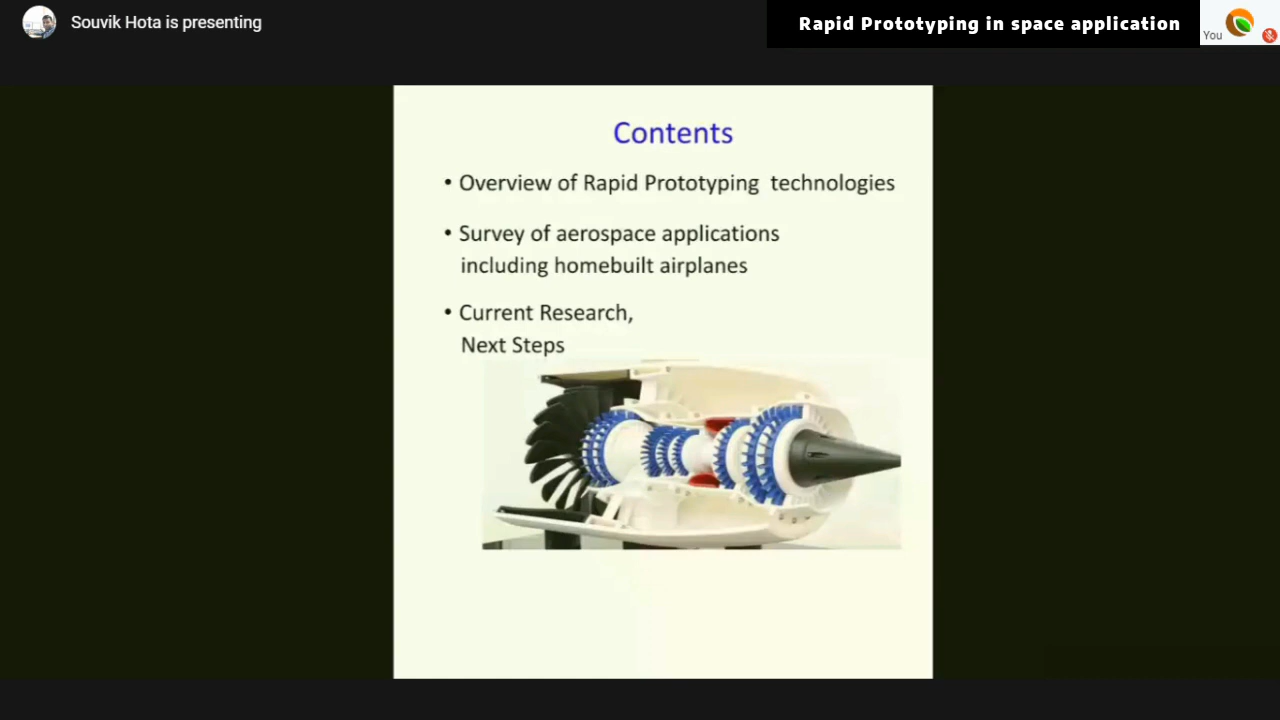 Souvik Hota is presenting
Rapid Prototyping in space application
You
Contents
• Overview of Rapid Prototyping technologies
• Survey of aerospace applications
including homebuilt airplanes
• Current Research,
Next Steps